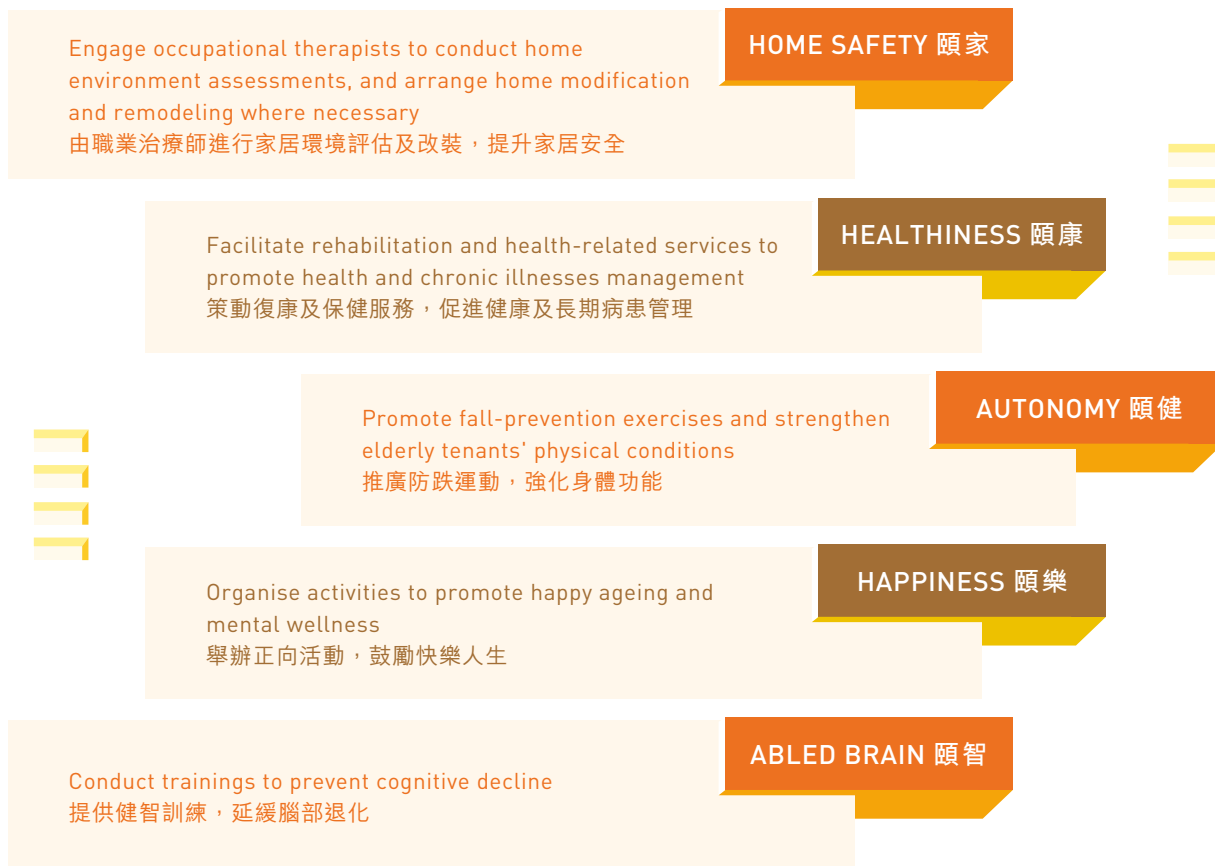 HOME SAFETY 頤家
Engage occupational therapists to conduct home
environment assessments, and arrange home modification
and remodeling where necessary
由職業治療師進行家居環境評估及改裝，提升家居安全
HEALTHINESS 頤康
Facilitate rehabilitation and health-related services to
promote health and chronic illnesses management
策動復康及保健服務，促進健康及長期病患管理
AUTONOMY 頤健
Promote fall-prevention exercises and strengthen
elderly tenants' physical conditions
推廣防跌運動，強化身體功能
HAPPINESS 頤樂
Organise activities to promote happy ageing and
mental wellness
舉辦正向活動，鼓勵快樂人生
ABLED BRAIN 頤智
Conduct trainings to prevent cognitive decline
提供健智訓練，延緩腦部退化